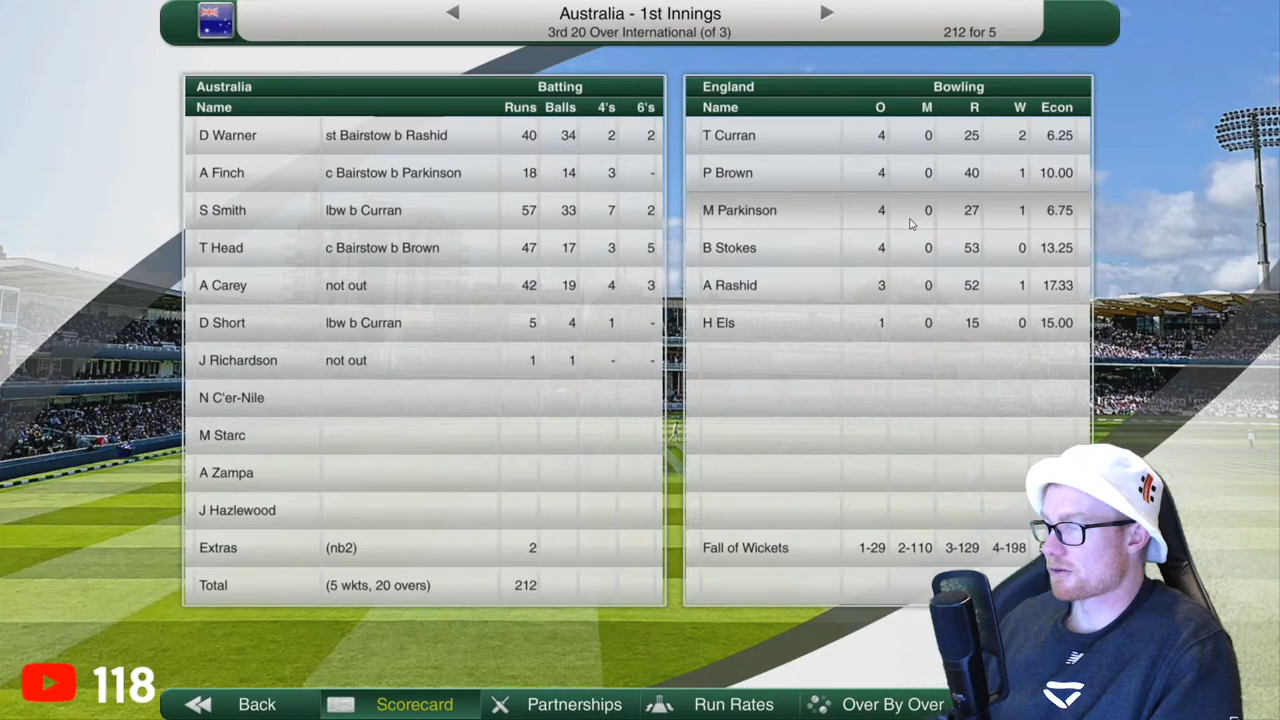 Australia - 1st Innings
3rd 20 Over International (of 3)
212 for 5
Australia Batting
Name Runs Balls 4's 6's
D Warner st Bairstow b Rashid 40 34 2 2
A Finch c Bairstow b Parkinson 18 14 3 -
S Smith lbw b Curran 57 33 7 2
T Head c Bairstow b Brown 47 17 3 5
A Carey not out 42 19 4 3
D Short lbw b Curran 5 4 1 -
J Richardson not out 1 1 - -
N C'er-Nile
M Starc
A Zampa
J Hazlewood
Extras (nb2) 2
Total (5 wkts, 20 overs) 212
England Bowling
Name O M R W Econ
T Curran 4 0 25 2 6.25
P Brown 4 0 40 1 10.00
M Parkinson 4 0 27 1 6.75
B Stokes 4 0 53 0 13.25
A Rashid 3 0 52 1 17.33
H Els 1 0 15 0 15.00
Fall of Wickets 1-29 2-110 3-129 4-198
118
Back Scorecard Partnerships Run Rates Over By Over